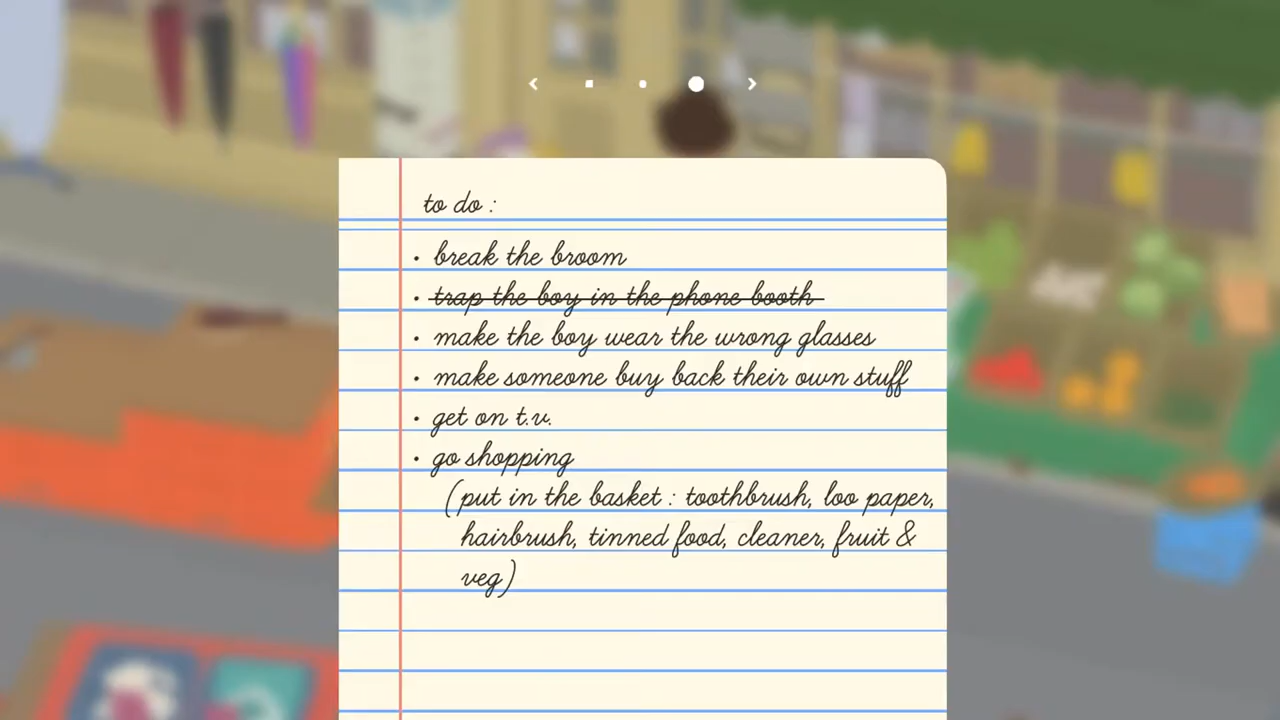 to do :
• break the broom
• trap the boy in the phone booth
• make the boy wear the wrong glasses
• make someone buy back their own stuff
• get on t.v.
• go shopping
(put in the basket : toothbrush, loo paper,
hairbrush, tinned food, cleaner, fruit &
veg)